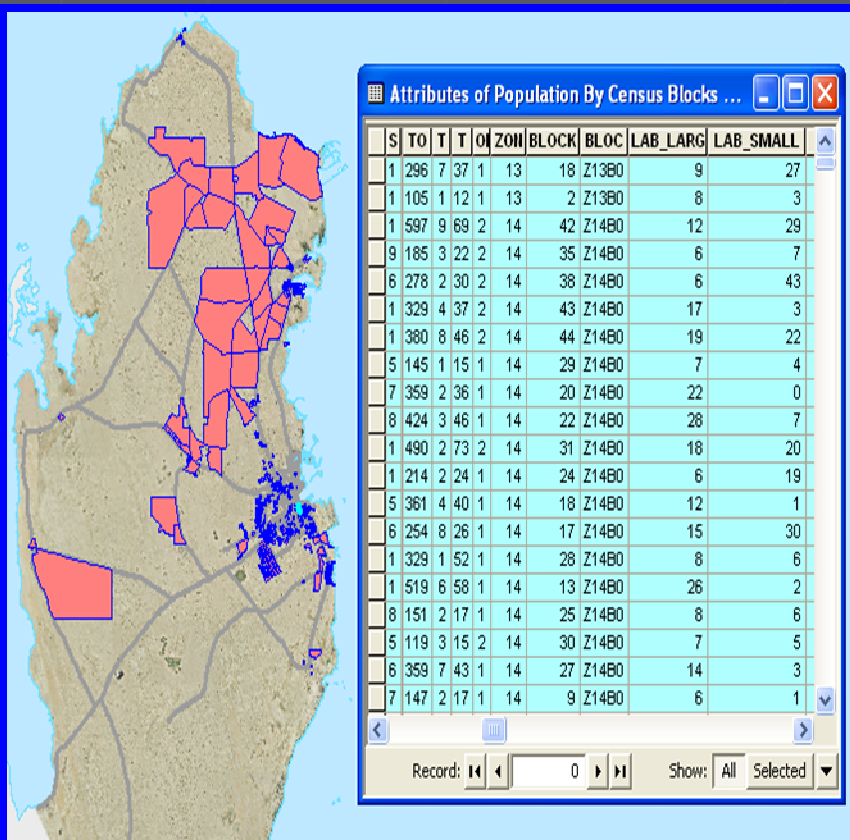 Attributes of Population By Census Blocks ...
S TO T T O ZON BLOCK BLOC LAB_LARG LAB_SMALL
1 296 7 37 1 13 18 Z13B0 9 27
1 105 1 12 1 13 2 Z13B0 8 3
1 597 9 69 2 14 42 Z14B0 12 29
9 185 3 22 2 14 35 Z14B0 6 7
6 278 2 30 2 14 38 Z14B0 6 43
1 329 4 37 2 14 43 Z14B0 17 3
1 380 8 46 2 14 44 Z14B0 19 22
5 145 1 15 1 14 29 Z14B0 7 4
7 359 2 36 1 14 20 Z14B0 22 0
8 424 3 46 1 14 22 Z14B0 28 7
1 490 2 73 2 14 31 Z14B0 18 20
1 214 2 24 1 14 24 Z14B0 6 19
5 361 4 40 1 14 18 Z14B0 12 1
6 254 8 26 1 14 17 Z14B0 15 30
1 329 1 52 1 14 28 Z14B0 8 6
1 519 6 58 1 14 13 Z14B0 26 2
8 151 2 17 1 14 25 Z14B0 8 6
5 119 3 15 2 14 30 Z14B0 7 5
6 359 7 43 1 14 27 Z14B0 14 3
7 147 2 17 1 14 9 Z14B0 6 1
Record: 0 Show: All Selected